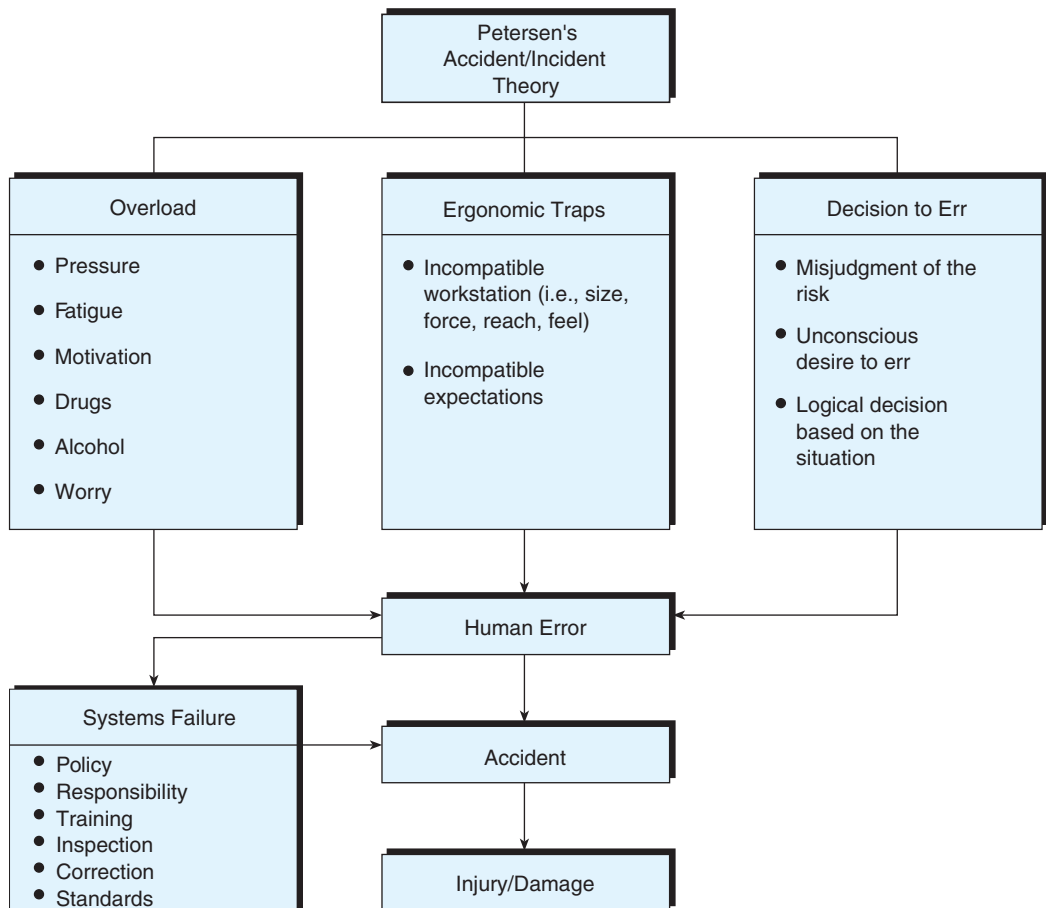 Petersen's
Accident/Incident
Theory
Overload
● Pressure
● Fatigue
● Motivation
● Drugs
● Alcohol
● Worry
Ergonomic Traps
● Incompatible
workstation (i.e., size,
force, reach, feel)
● Incompatible
expectations
Decision to Err
● Misjudgment of the
risk
● Unconscious
desire to err
● Logical decision
based on the
situation
Human Error
Systems Failure
● Policy
● Responsibility
● Training
● Inspection
● Correction
● Standards
Accident
Injury/Damage